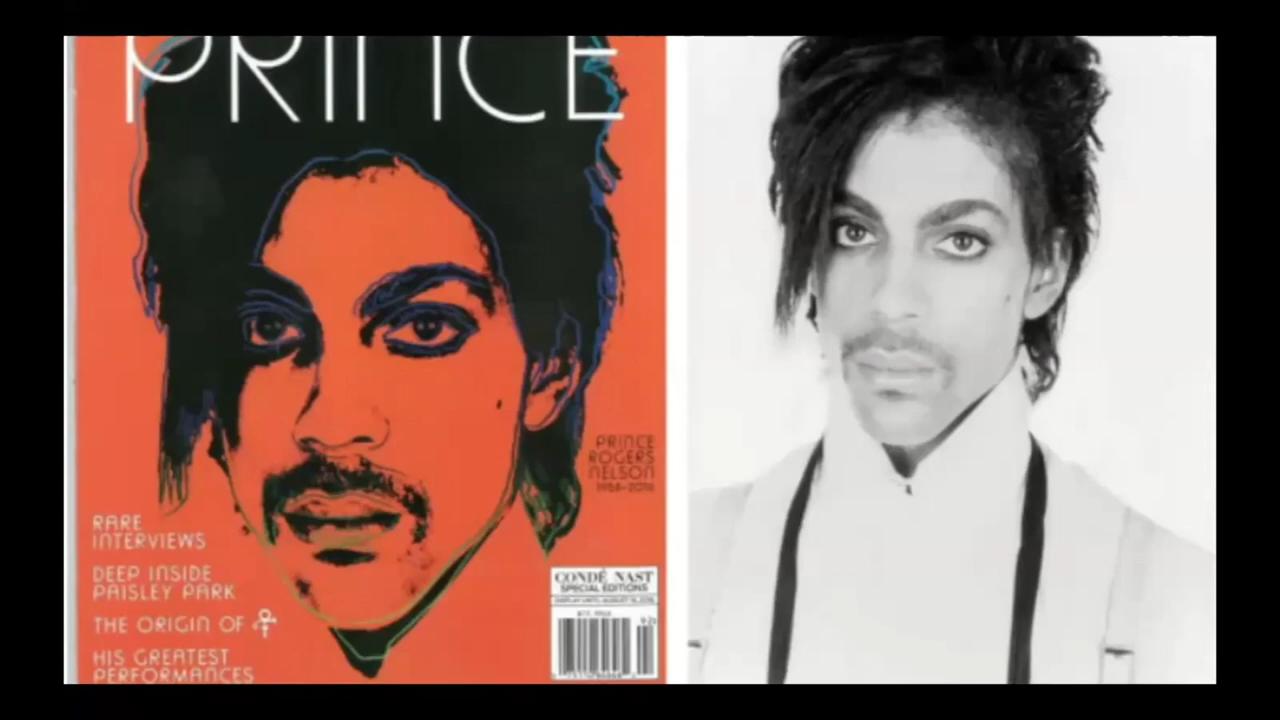 PRINCE
PRINCE
ROGERS
NELSON
1958–2016
RARE
INTERVIEWS
DEEP INSIDE
PAISLEY PARK
THE ORIGIN OF
HIS GREATEST
PERFORMANCES
CONDÉ NAST
SPECIAL EDITIONS